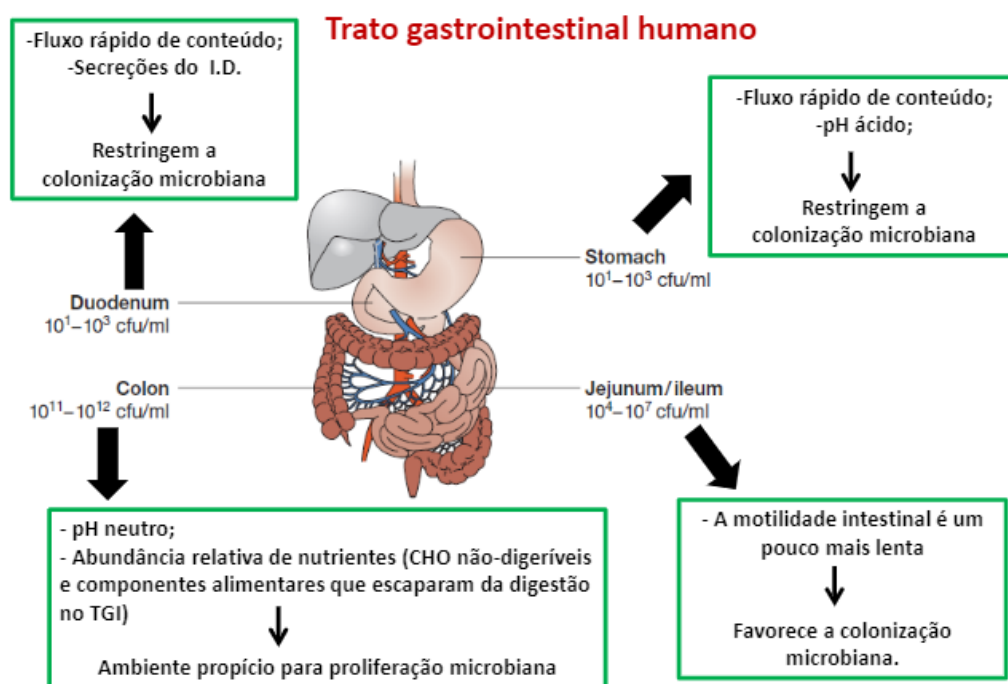 Trato gastrointestinal humano
-Fluxo rápido de conteúdo;
-Secreções do I.D.
Restringem a
colonização microbiana
-Fluxo rápido de conteúdo;
-pH ácido;
Restringem a
colonização microbiana
Stomach
10¹–10³ cfu/ml
Duodenum
10¹–10³ cfu/ml
Colon
10¹¹–10¹² cfu/ml
Jejunum/ileum
10⁴–10⁷ cfu/ml
- pH neutro;
- Abundância relativa de nutrientes (CHO não-digeríveis
e componentes alimentares que escaparam da digestão
no TGI)
Ambiente propício para proliferação microbiana
- A motilidade intestinal é um
pouco mais lenta
Favorece a colonização
microbiana.